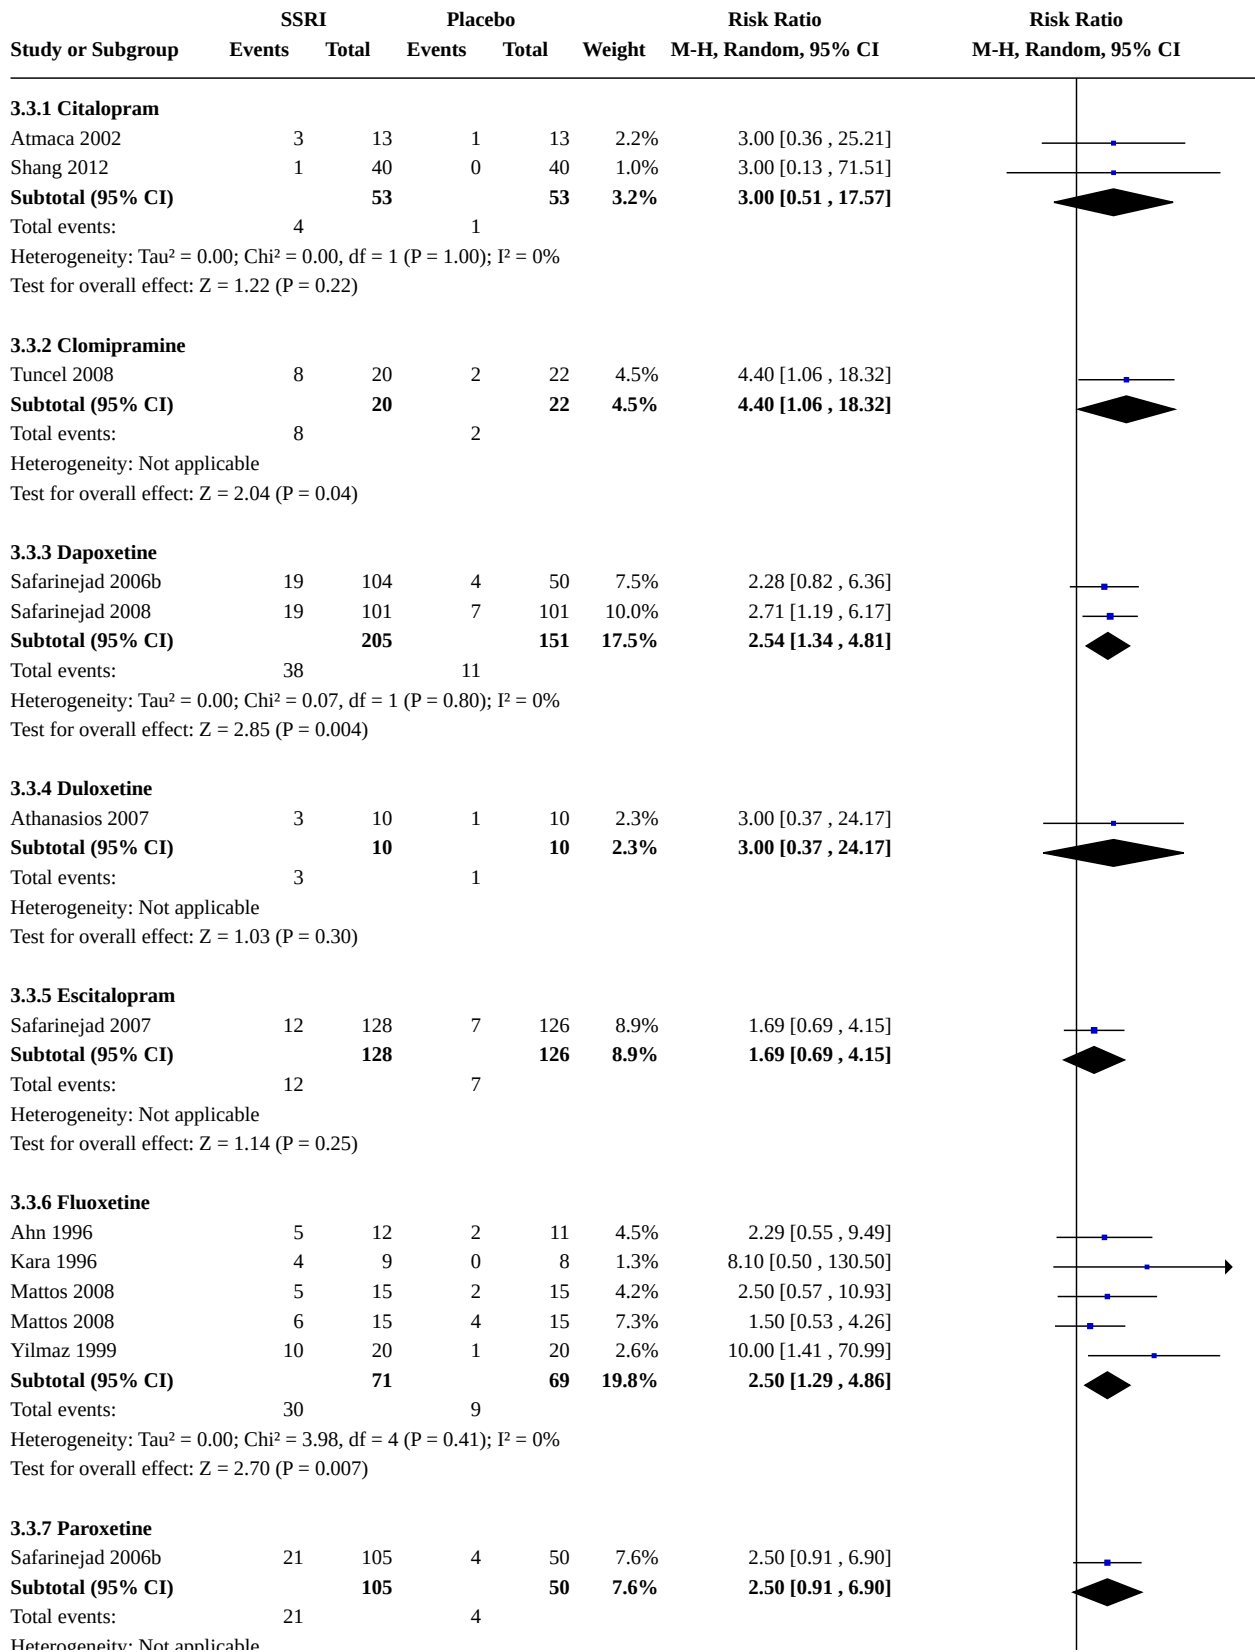 SSRI Placebo Risk Ratio Risk Ratio
Study or Subgroup Events Total Events Total Weight M-H, Random, 95% CI M-H, Random, 95% CI
3.3.1 Citalopram
Atmaca 2002 3 13 1 13 2.2% 3.00 [0.36 , 25.21]
Shang 2012 1 40 0 40 1.0% 3.00 [0.13 , 71.51]
Subtotal (95% CI) 53 53 3.2% 3.00 [0.51 , 17.57]
Total events: 4 1
Heterogeneity: Tau² = 0.00; Chi² = 0.00, df = 1 (P = 1.00); I² = 0%
Test for overall effect: Z = 1.22 (P = 0.22)
3.3.2 Clomipramine
Tuncel 2008 8 20 2 22 4.5% 4.40 [1.06 , 18.32]
Subtotal (95% CI) 20 22 4.5% 4.40 [1.06 , 18.32]
Total events: 8 2
Heterogeneity: Not applicable
Test for overall effect: Z = 2.04 (P = 0.04)
3.3.3 Dapoxetine
Safarinejad 2006b 19 104 4 50 7.5% 2.28 [0.82 , 6.36]
Safarinejad 2008 19 101 7 101 10.0% 2.71 [1.19 , 6.17]
Subtotal (95% CI) 205 151 17.5% 2.54 [1.34 , 4.81]
Total events: 38 11
Heterogeneity: Tau² = 0.00; Chi² = 0.07, df = 1 (P = 0.80); I² = 0%
Test for overall effect: Z = 2.85 (P = 0.004)
3.3.4 Duloxetine
Athanasios 2007 3 10 1 10 2.3% 3.00 [0.37 , 24.17]
Subtotal (95% CI) 10 10 2.3% 3.00 [0.37 , 24.17]
Total events: 3 1
Heterogeneity: Not applicable
Test for overall effect: Z = 1.03 (P = 0.30)
3.3.5 Escitalopram
Safarinejad 2007 12 128 7 126 8.9% 1.69 [0.69 , 4.15]
Subtotal (95% CI) 128 126 8.9% 1.69 [0.69 , 4.15]
Total events: 12 7
Heterogeneity: Not applicable
Test for overall effect: Z = 1.14 (P = 0.25)
3.3.6 Fluoxetine
Ahn 1996 5 12 2 11 4.5% 2.29 [0.55 , 9.49]
Kara 1996 4 9 0 8 1.3% 8.10 [0.50 , 130.50]
Mattos 2008 5 15 2 15 4.2% 2.50 [0.57 , 10.93]
Mattos 2008 6 15 4 15 7.3% 1.50 [0.53 , 4.26]
Yilmaz 1999 10 20 1 20 2.6% 10.00 [1.41 , 70.99]
Subtotal (95% CI) 71 69 19.8% 2.50 [1.29 , 4.86]
Total events: 30 9
Heterogeneity: Tau² = 0.00; Chi² = 3.98, df = 4 (P = 0.41); I² = 0%
Test for overall effect: Z = 2.70 (P = 0.007)
3.3.7 Paroxetine
Safarinejad 2006b 21 105 4 50 7.6% 2.50 [0.91 , 6.90]
Subtotal (95% CI) 105 50 7.6% 2.50 [0.91 , 6.90]
Total events: 21 4
Heterogeneity: Not applicable